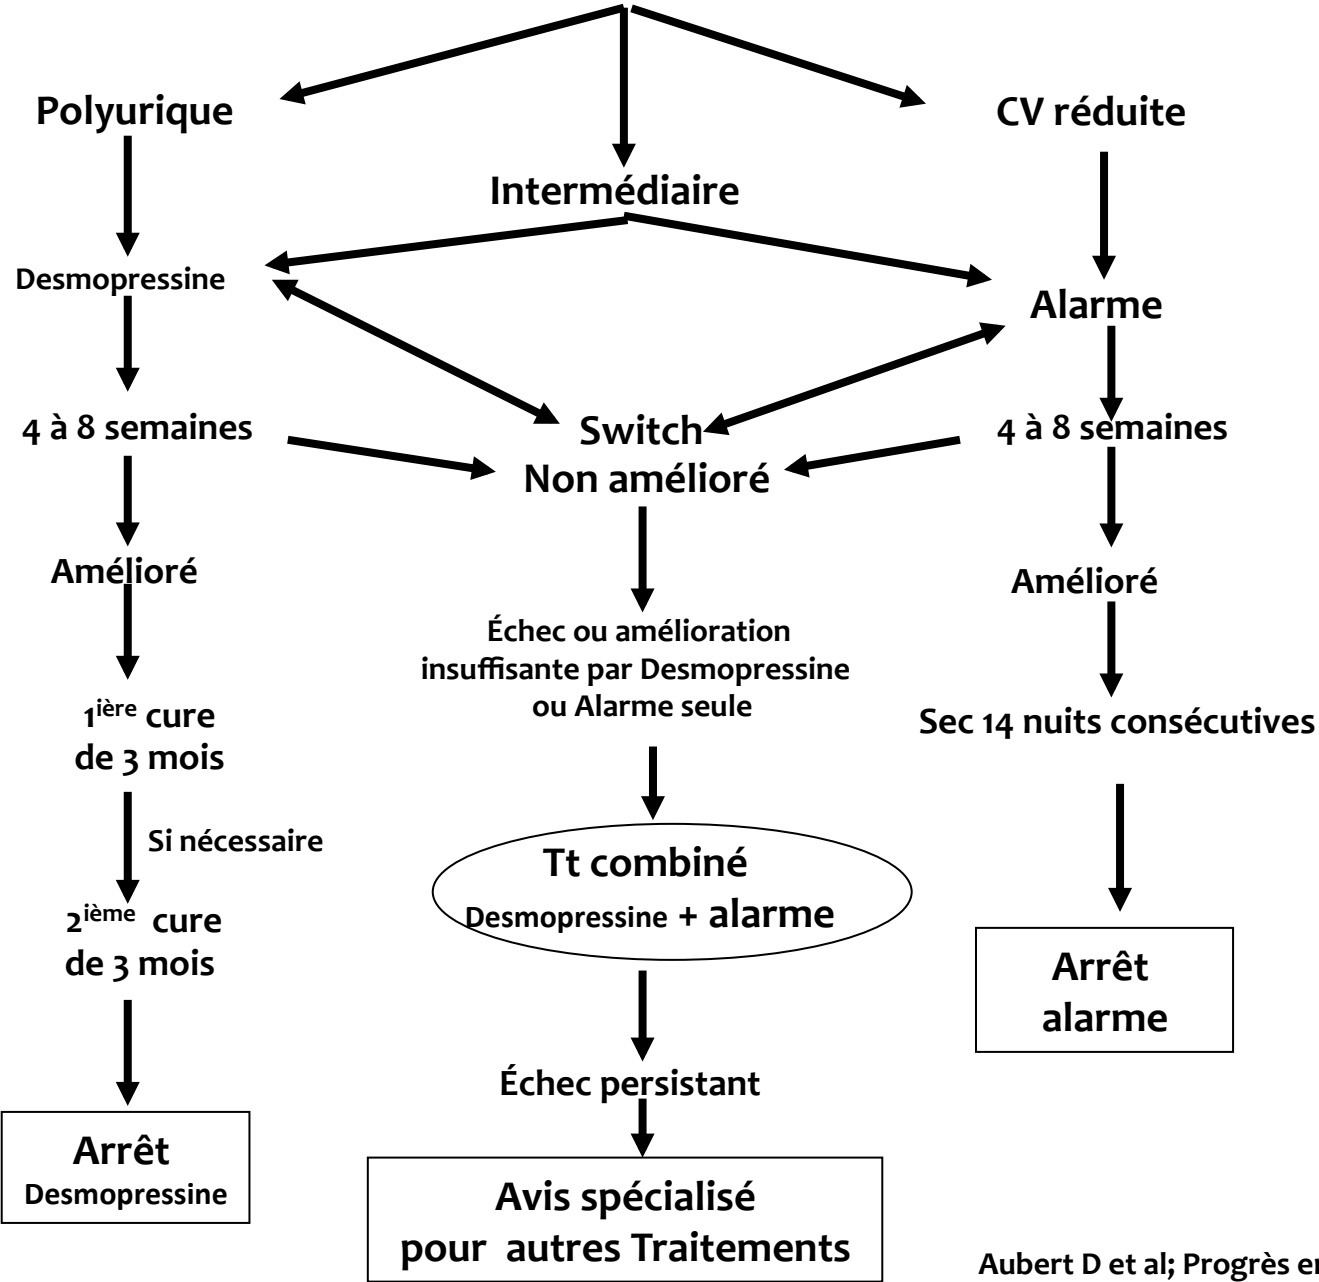 Polyurique
CV réduite
Intermédiaire
Desmopressine
Alarme
4 à 8 semaines
Switch
Non amélioré
4 à 8 semaines
Amélioré
Amélioré
Échec ou amélioration
insuffisante par Desmopressine
ou Alarme seule
1ière cure
de 3 mois
Sec 14 nuits consécutives
Si nécessaire
Tt combiné
Desmopressine + alarme
2ième cure
de 3 mois
Arrêt
alarme
Échec persistant
Arrêt
Desmopressine
Avis spécialisé
pour autres Traitements
Aubert D et al; Progrès en